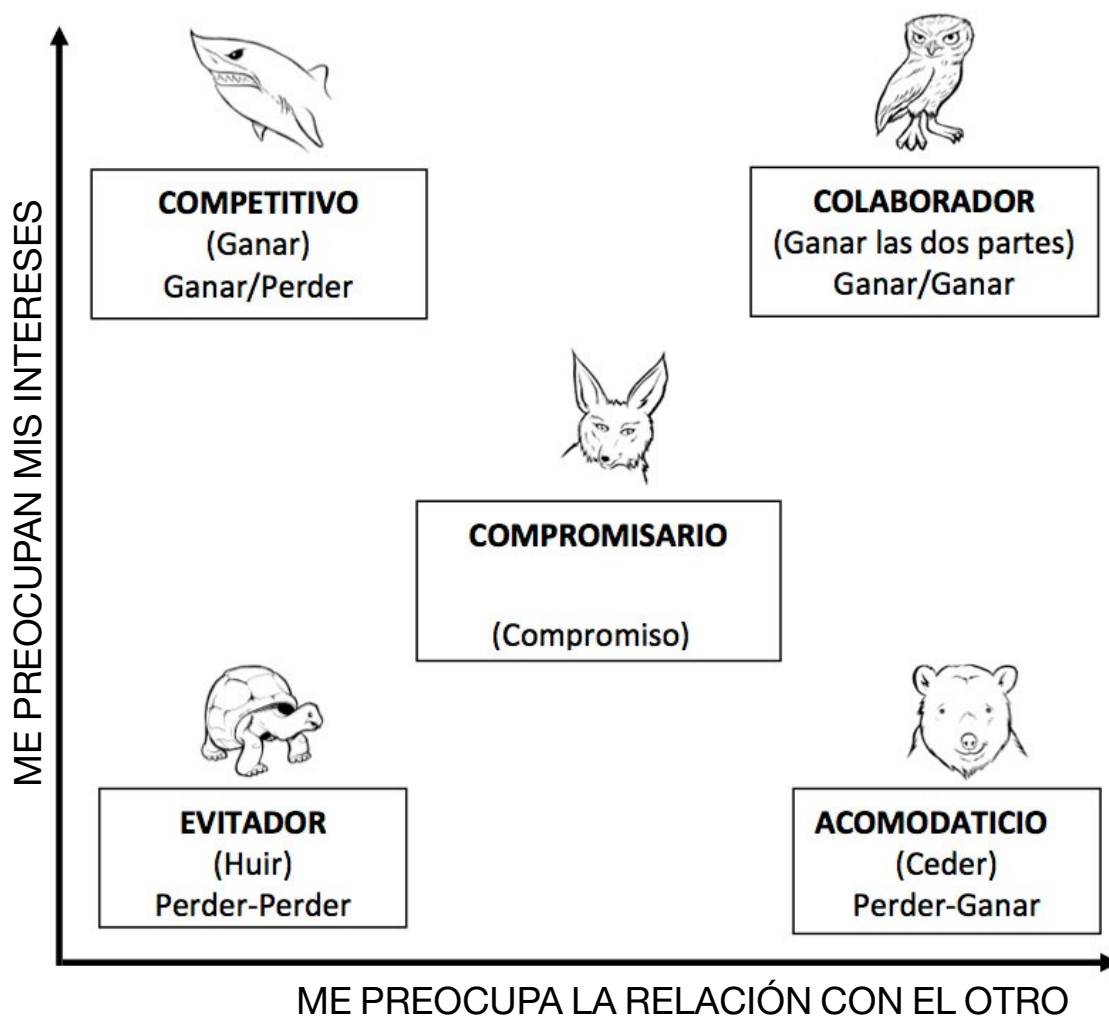 ME PREOCUPAN MIS INTERESES
COMPETITIVO
(Ganar)
Ganar/Perder
COLABORADOR
(Ganar las dos partes)
Ganar/Ganar
COMPROMISARIO
(Compromiso)
EVITADOR
(Huir)
Perder-Perder
ACOMODATICIO
(Ceder)
Perder-Ganar
ME PREOCUPA LA RELACIÓN CON EL OTRO